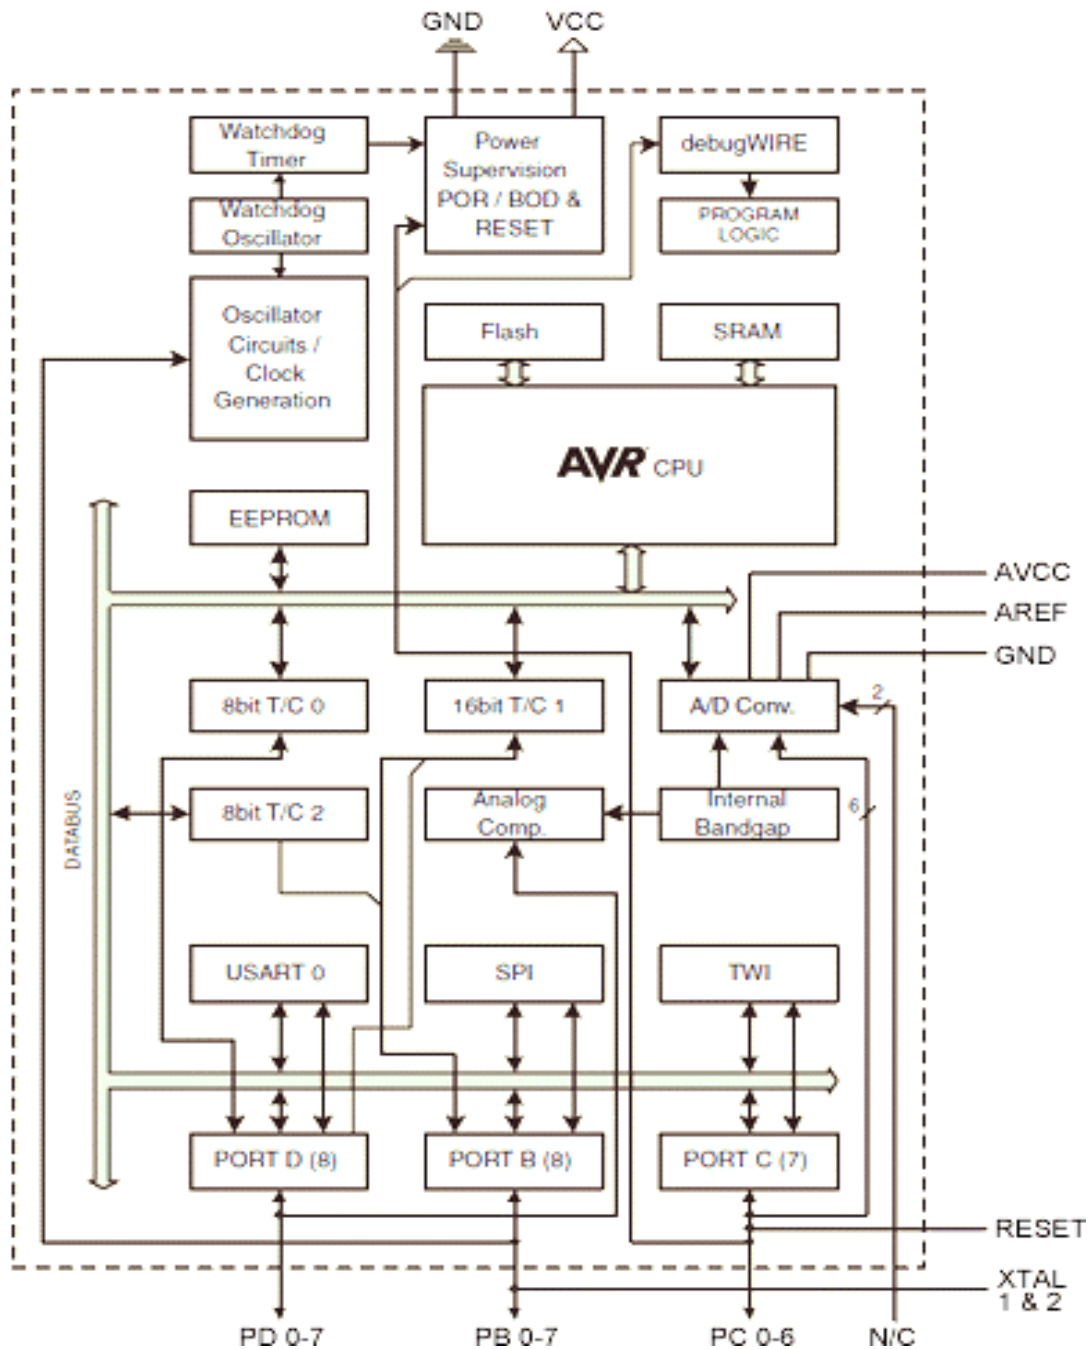 GND
VCC
Watchdog
Timer
Power
Supervision
POR / BOD &
RESET
debugWIRE
Watchdog
Oscillator
PROGRAM
LOGIC
Oscillator
Circuits /
Clock
Generation
Flash
SRAM
AVR CPU
EEPROM
AVCC
AREF
GND
8bit T/C 0
16bit T/C 1
A/D Conv.
2
DATABUS
8bit T/C 2
Analog
Comp.
Internal
Bandgap
6
USART 0
SPI
TWI
PORT D (8)
PORT B (8)
PORT C (7)
RESET
XTAL
1 & 2
PD 0-7
PB 0-7
PC 0-6
N/C